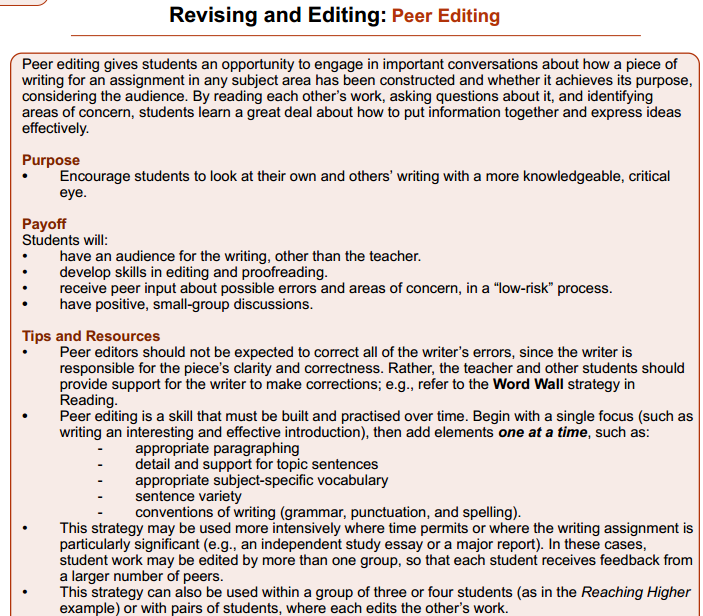 Revising and Editing: Peer Editing
Peer editing gives students an opportunity to engage in important conversations about how a piece of
writing for an assignment in any subject area has been constructed and whether it achieves its purpose,
considering the audience. By reading each other's work, asking questions about it, and identifying
areas of concern, students learn a great deal about how to put information together and express ideas
effectively.
Purpose
• Encourage students to look at their own and others' writing with a more knowledgeable, critical
eye.
Payoff
Students will:
• have an audience for the writing, other than the teacher.
• develop skills in editing and proofreading.
• receive peer input about possible errors and areas of concern, in a “low-risk” process.
• have positive, small-group discussions.
Tips and Resources
• Peer editors should not be expected to correct all of the writer's errors, since the writer is
responsible for the piece's clarity and correctness. Rather, the teacher and other students should
provide support for the writer to make corrections; e.g., refer to the Word Wall strategy in
Reading.
• Peer editing is a skill that must be built and practised over time. Begin with a single focus (such as
writing an interesting and effective introduction), then add elements one at a time, such as:
- appropriate paragraphing
- detail and support for topic sentences
- appropriate subject-specific vocabulary
- sentence variety
- conventions of writing (grammar, punctuation, and spelling).
• This strategy may be used more intensively where time permits or where the writing assignment is
particularly significant (e.g., an independent study essay or a major report). In these cases,
student work may be edited by more than one group, so that each student receives feedback from
a larger number of peers.
• This strategy can also be used within a group of three or four students (as in the Reaching Higher
example) or with pairs of students, where each edits the other's work.